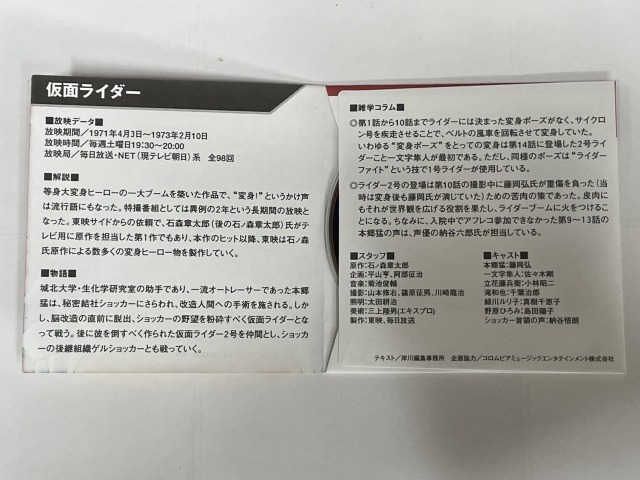 仮面ライダー
■放映データ■
放映期間／1971年4月3日～1973年2月10日
放映時間／毎週土曜日19:30～20:00
放映局／毎日放送・NET（現テレビ朝日）系　全98回
■解説■
等身大変身ヒーローの一大ブームを築いた作品で、“変身！”というかけ声
は流行語にもなった。特撮番組としては異例の2年という長期間の放映と
なった。東映サイドからの依頼で、石森章太郎（後の石ノ森章太郎）氏がテ
レビ用に原作を担当した第1作でもあり、本作のヒット以降、東映は石ノ森
氏原作による数多くの変身ヒーロー物を製作していく。
■物語■
城北大学・生化学研究室の助手であり、一流オートレーサーでもあった本
郷猛は、秘密結社ショッカーにさらわれ、改造人間への手術を施される。しか
し、脳改造の直前に脱出、ショッカーの野望を粉砕すべく仮面ライダーとな
って戦う。後に彼を倒すべく作られた仮面ライダー2号を仲間とし、ショッカー
の後継組織ゲルショッカーとも戦っていく。
■雑学コラム■
◎第1話から10話までライダーには決まった変身ポーズがなく、サイクロ
ン号を疾走させることで、ベルトの風車を回転させて変身していた。
いわゆる“変身ポーズ”をとっての変身は第14話に登場した2号ライ
ダーこと一文字隼人が最初である。ただし、同様のポーズは“ライダー
ファイト”という技で1号ライダーが使用している。
◎ライダー2号の登場は第10話の撮影中に藤岡弘氏が重傷を負った（当
時は変身後も藤岡氏が演じていた）ための苦肉の策であった。皮肉に
もそれが世界観を広げる役割を果たし、ライダーブームに火をつけること
になる。ちなみに、入院中でアフレコ参加できなかった第9～13話の
本郷猛の声は、声優の納谷六郎氏が担当している。
■スタッフ■
原作：石ノ森章太郎
企画：平山亨、阿部征治
音楽：菊池俊輔
撮影：山本修右、篠原征男、川崎龍治
照明：太田耕治
美術：三上陸男（エキスプロ）
製作：東映、毎日放送
■キャスト■
本郷猛：藤岡弘
一文字隼人：佐々木剛
立花藤兵衛：小林昭二
滝和也：千葉治郎
緑川ルリ子：真樹千恵子
野原ひろみ：島田陽子
ショッカー首領の声：納谷悟朗
テキスト／犀川編集事務所　企画協力／コロムビアミュージックエンタテインメント株式会社